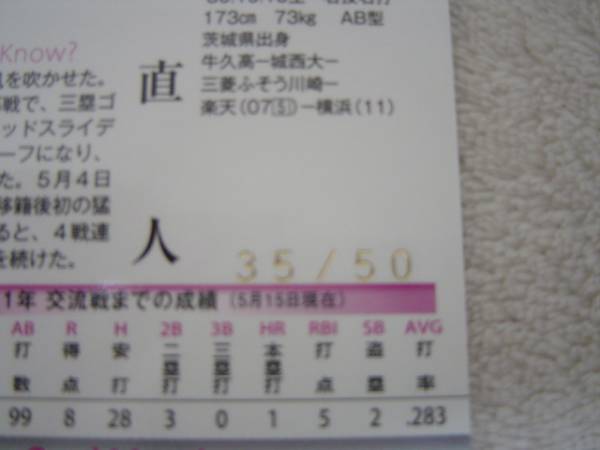 173cm 73kg AB型
茨城県出身
牛久高ー城西大ー
三菱ふそう川崎ー
楽天(07⑤)ー横浜(11)
直
人
Know?
を吹かせた。
戦で、三塁ゴ
ッドスライデ
ーフになり、
た。5月4日
移籍後初の猛
ると、4戦連
を続けた。
35/50
1年 交流戦までの成績 (5月15日現在)
AB R H 2B 3B HR RBI SB AVG
打数 得点 安打 二塁打 三塁打 本塁打 打点 盗塁 打率
99 8 28 3 0 1 5 2 .283